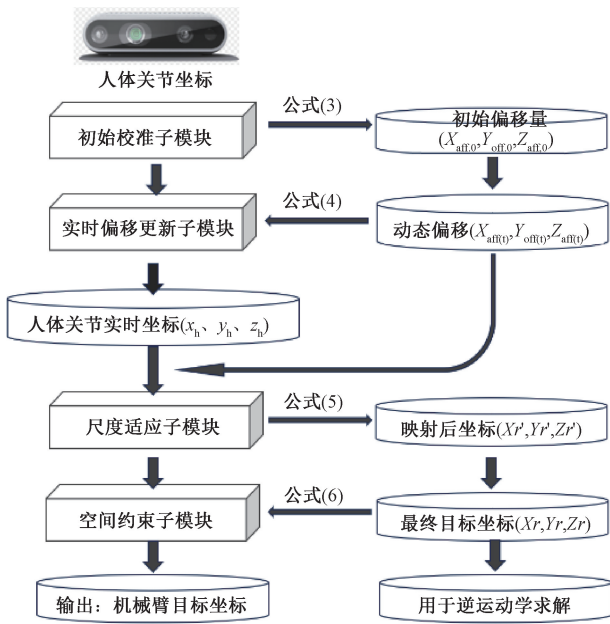 人体关节坐标
公式(3)
初始校准子模块
初始偏移量
(Xaff,0,Yoff,0,Zaff,0)
公式(4)
实时偏移更新子模块
动态偏移(Xaff(t),Yoff(t),Zaff(t))
人体关节实时坐标(xh、yh、zh)
公式(5)
尺度适应子模块
映射后坐标(Xr',Yr',Zr')
公式(6)
空间约束子模块
最终目标坐标(Xr,Yr,Zr)
输出：机械臂目标坐标
用于逆运动学求解